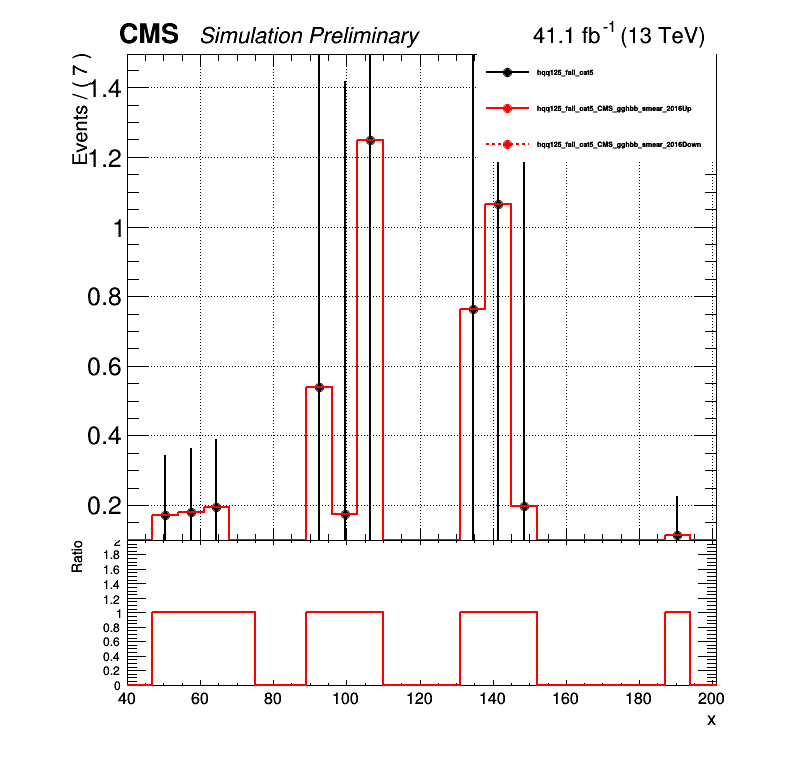 CMS Simulation Preliminary 41.1 fb-1 (13 TeV)
Events / ( 7 )
1.4
1.2
1
0.8
0.6
0.4
0.2
hqq125_fail_cat5
hqq125_fail_cat5_CMS_gghbb_smear_2016Up
hqq125_fail_cat5_CMS_gghbb_smear_2016Down
Ratio
2
1.8
1.6
1.4
1.2
1
0.8
0.6
0.4
0.2
0
40 60 80 100 120 140 160 180 200
x